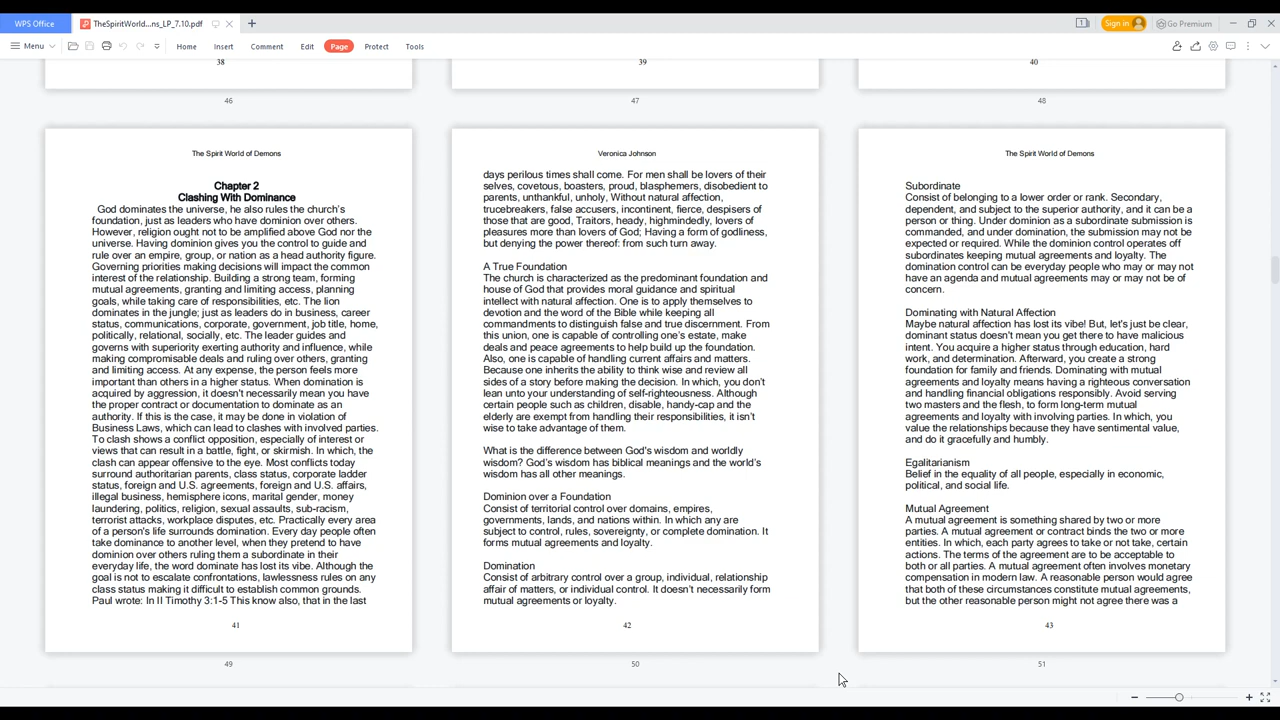 WPS Office
TheSpiritWorld...ns_LP_7.10.pdf
1
Sign in
Go Premium
Menu
Home
Insert
Comment
Edit
Page
Protect
Tools
38
39
40
46
47
48
The Spirit World of Demons
Chapter 2
Clashing With Dominance
God dominates the universe, he also rules the church's
foundation, just as leaders who have dominion over others.
However, religion ought not to be amplified above God nor the
universe. Having dominion gives you the control to guide and
rule over an empire, group, or nation as a head authority figure.
Governing priorities making decisions will impact the common
interest of the relationship. Building a strong team, forming
mutual agreements, granting and limiting access, planning
goals, while taking care of responsibilities, etc. The lion
dominates in the jungle; just as leaders do in business, career
status, communications, corporate, government, job title, home,
politically, relational, socially, etc. The leader guides and
governs with superiority exerting authority and influence, while
making compromisable deals and ruling over others, granting
and limiting access. At any expense, the person feels more
important than others in a higher status. When domination is
acquired by aggression, it doesn't necessarily mean you have
the proper contract or documentation to dominate as an
authority. If this is the case, it may be done in violation of
Business Laws, which can lead to clashes with involved parties.
To clash shows a conflict opposition, especially of interest or
views that can result in a battle, fight, or skirmish. In which, the
clash can appear offensive to the eye. Most conflicts today
surround authoritarian parents, class status, corporate ladder
status, foreign and U.S. agreements, foreign and U.S. affairs,
illegal business, hemisphere icons, marital gender, money
laundering, politics, religion, sexual assaults, sub-racism,
terrorist attacks, workplace disputes, etc. Practically every area
of a person's life surrounds domination. Every day people often
take dominance to another level, when they pretend to have
dominion over others ruling them a subordinate in their
everyday life, the word dominate has lost its vibe. Although the
goal is not to escalate confrontations, lawlessness rules on any
class status making it difficult to establish common grounds.
Paul wrote: In II Timothy 3:1-5 This know also, that in the last
41
49
Veronica Johnson
days perilous times shall come. For men shall be lovers of their
selves, covetous, boasters, proud, blasphemers, disobedient to
parents, unthankful, unholy, Without natural affection,
trucebreakers, false accusers, incontinent, fierce, despisers of
those that are good, Traitors, heady, highmindedly, lovers of
pleasures more than lovers of God; Having a form of godliness,
but denying the power thereof: from such turn away.
A True Foundation
The church is characterized as the predominant foundation and
house of God that provides moral guidance and spiritual
intellect with natural affection. One is to apply themselves to
devotion and the word of the Bible while keeping all
commandments to distinguish false and true discernment. From
this union, one is capable of controlling one's estate, make
deals and peace agreements to help build up the foundation.
Also, one is capable of handling current affairs and matters.
Because one inherits the ability to think wise and review all
sides of a story before making the decision. In which, you don't
lean unto your understanding of self-righteousness. Although
certain people such as children, disable, handy-cap and the
elderly are exempt from handling their responsibilities, it isn't
wise to take advantage of them.
What is the difference between God's wisdom and worldly
wisdom? God's wisdom has biblical meanings and the world's
wisdom has all other meanings.
Dominion over a Foundation
Consist of territorial control over domains, empires,
governments, lands, and nations within. In which any are
subject to control, rules, sovereignty, or complete domination. It
forms mutual agreements and loyalty.
Domination
Consist of arbitrary control over a group, individual, relationship
affair of matters, or individual control. It doesn't necessarily form
mutual agreements or loyalty.
42
50
The Spirit World of Demons
Subordinate
Consist of belonging to a lower order or rank. Secondary,
dependent, and subject to the superior authority, and it can be a
person or thing. Under dominion as a subordinate submission is
commanded, and under domination, the submission may not be
expected or required. While the dominion control operates off
subordinates keeping mutual agreements and loyalty. The
domination control can be everyday people who may or may not
have an agenda and mutual agreements may or may not be of
concern.
Dominating with Natural Affection
Maybe natural affection has lost its vibe! But, let's just be clear,
dominant status doesn't mean you get there to have malicious
intent. You acquire a higher status through education, hard
work, and determination. Afterward, you create a strong
foundation for family and friends. Dominating with mutual
agreements and loyalty means having a righteous conversation
and handling financial obligations responsibly. Avoid serving
two masters and the flesh, to form long-term mutual
agreements and loyalty with involving parties. In which, you
value the relationships because they have sentimental value,
and do it gracefully and humbly.
Egalitarianism
Belief in the equality of all people, especially in economic,
political, and social life.
Mutual Agreement
A mutual agreement is something shared by two or more
parties. A mutual agreement or contract binds the two or more
entities. In which, each party agrees to take or not take, certain
actions. The terms of the agreement are to be acceptable to
both or all parties. A mutual agreement often involves monetary
compensation in modern law. A reasonable person would agree
that both of these circumstances constitute mutual agreements,
but the other reasonable person might not agree there was a
43
51